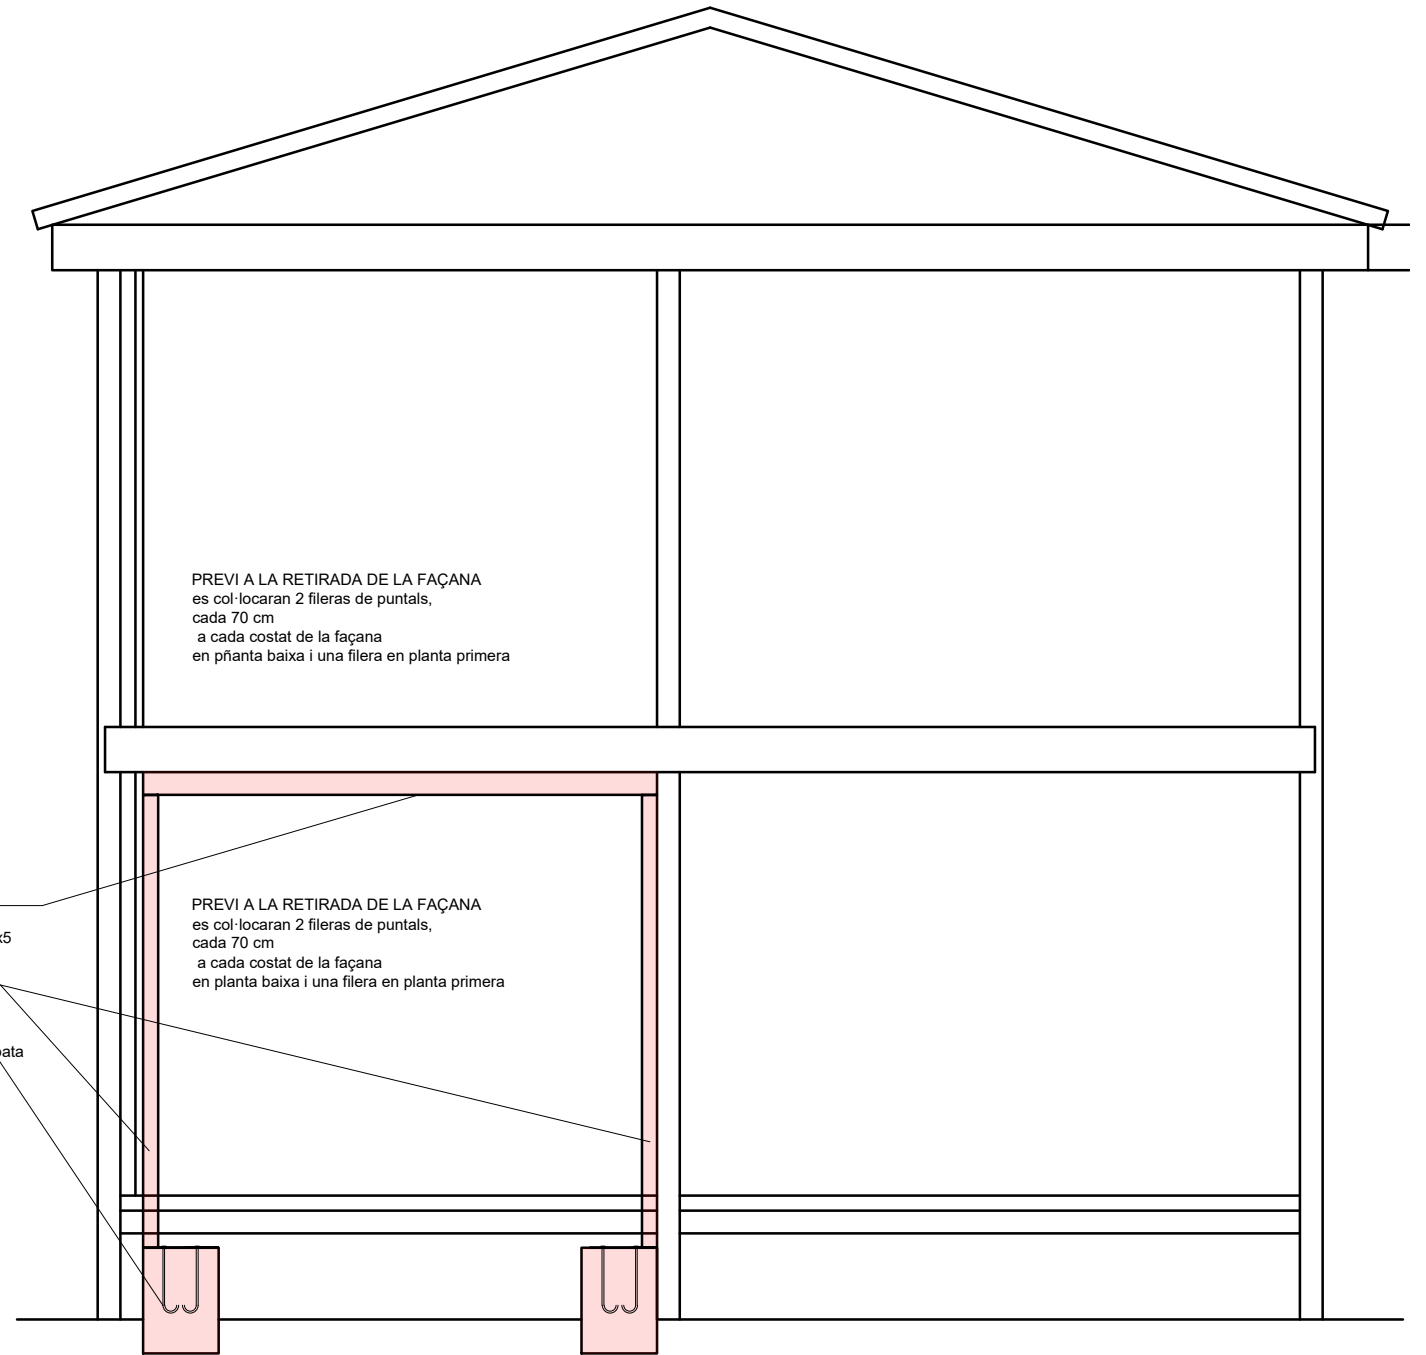 PREVI A LA RETIRADA DE LA FAÇANA
es col·locaran 2 fileras de puntals,
cada 70 cm
a cada costat de la façana
en pñanta baixa i una filera en planta primera
PREVI A LA RETIRADA DE LA FAÇANA
es col·locaran 2 fileras de puntals,
cada 70 cm
a cada costat de la façana
en planta baixa i una filera en planta primera